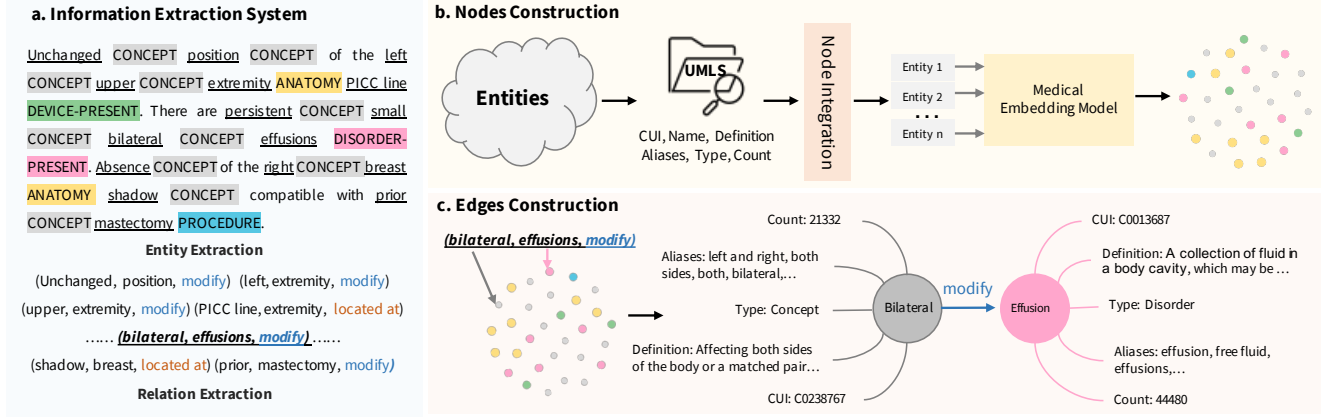 a. Information Extraction System
Unchanged CONCEPT position CONCEPT of the left
CONCEPT upper CONCEPT extremity ANATOMY PICC line
DEVICE-PRESENT. There are persistent CONCEPT small
CONCEPT bilateral CONCEPT effusions DISORDER-
PRESENT. Absence CONCEPT of the right CONCEPT breast
ANATOMY shadow CONCEPT compatible with prior
CONCEPT mastectomy PROCEDURE.
Entity Extraction
(Unchanged, position, modify) (left, extremity, modify)
(upper, extremity, modify) (PICC line, extremity, located at)
…… (bilateral, effusions, modify) ……
(shadow, breast, located at) (prior, mastectomy, modify)
Relation Extraction
b. Nodes Construction
Entities
UMLS
CUI, Name, Definition
Aliases, Type, Count
Node Integration
Entity 1
Entity 2
...
Entity n
Medical
Embedding Model
c. Edges Construction
(bilateral, effusions, modify)
Count: 21332
Aliases: left and right, both
sides, both, bilateral,…
Type: Concept
Definition: Affecting both sides
of the body or a matched pair…
CUI: C0238767
Bilateral
modify
Effusion
CUI: C0013687
Definition: A collection of fluid in
a body cavity, which may be …
Type: Disorder
Aliases: effusion, free fluid,
effusions,…
Count: 44480